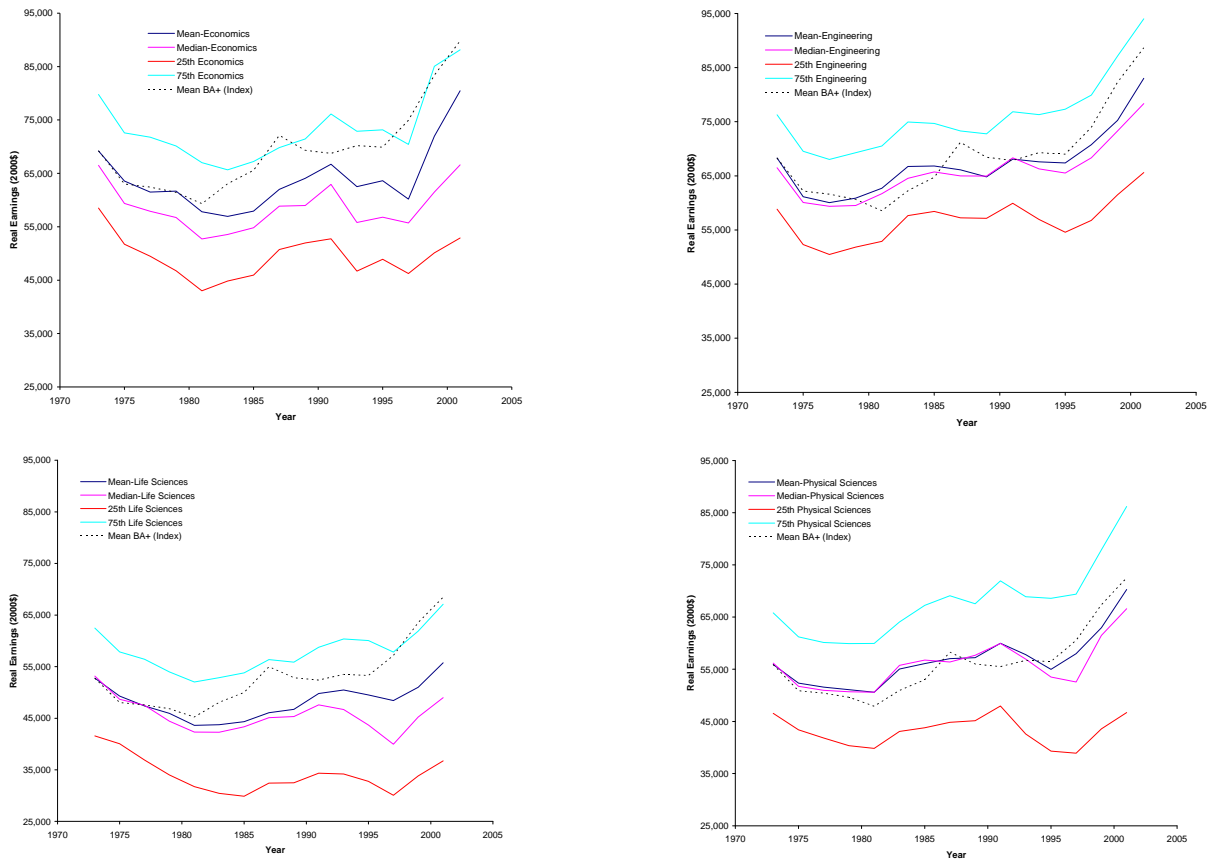 95,000
85,000
75,000
65,000
55,000
45,000
35,000
25,000
Real Earnings (2000$)
Mean-Economics
Median-Economics
25th Economics
75th Economics
Mean BA+ (Index)
1970 1975 1980 1985 1990 1995 2000 2005
Year
95,000
85,000
75,000
65,000
55,000
45,000
35,000
25,000
Real Earnings (2000$)
Mean-Engineering
Median-Engineering
25th Engineering
75th Engineering
Mean BA+ (Index)
1970 1975 1980 1985 1990 1995 2000 2005
Year
95,000
85,000
75,000
65,000
55,000
45,000
35,000
25,000
Real Earnings (2000$)
Mean-Life Sciences
Median-Life Sciences
25th Life Sciences
75th Life Sciences
Mean BA+ (Index)
1970 1975 1980 1985 1990 1995 2000 2005
Year
95,000
85,000
75,000
65,000
55,000
45,000
35,000
25,000
Real Earnings (2000$)
Mean-Physical Sciences
Median-Physical Sciences
25th Physical Sciences
75th Physical Sciences
Mean BA+ (Index)
1970 1975 1980 1985 1990 1995 2000 2005
Year